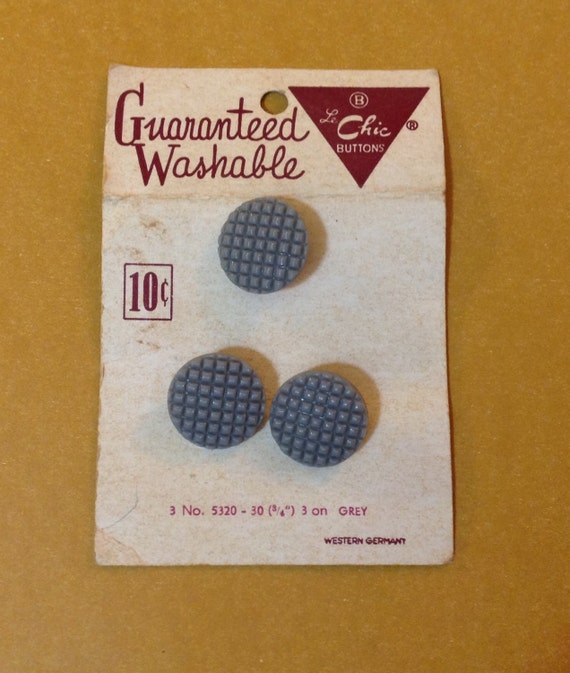 Guaranteed
Washable
B
Le Chic
BUTTONS
®
10¢
3 No. 5320 - 30 (3/4") 3 on GREY
WESTERN GERMANY